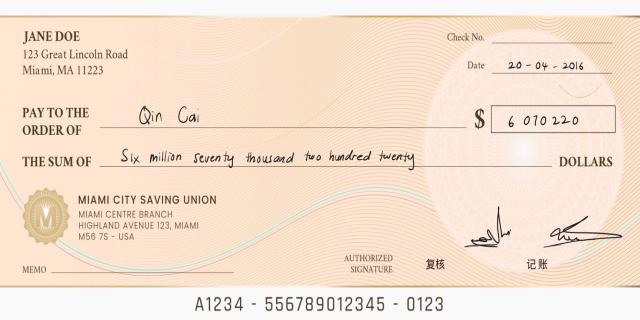 JANE DOE
123 Great Lincoln Road
Miami, MA 11223
Check No.
Date 20-04-2016
PAY TO THE
ORDER OF Qin Cai
$ 6 070 220
THE SUM OF Six million seventy thousand two hundred twenty DOLLARS
MIAMI CITY SAVING UNION
MIAMI CENTRE BRANCH
HIGHLAND AVENUE 123, MIAMI
M56 7S - USA
MEMO
AUTHORIZED
SIGNATURE
复核 记账
A1234 - 556789012345 - 0123